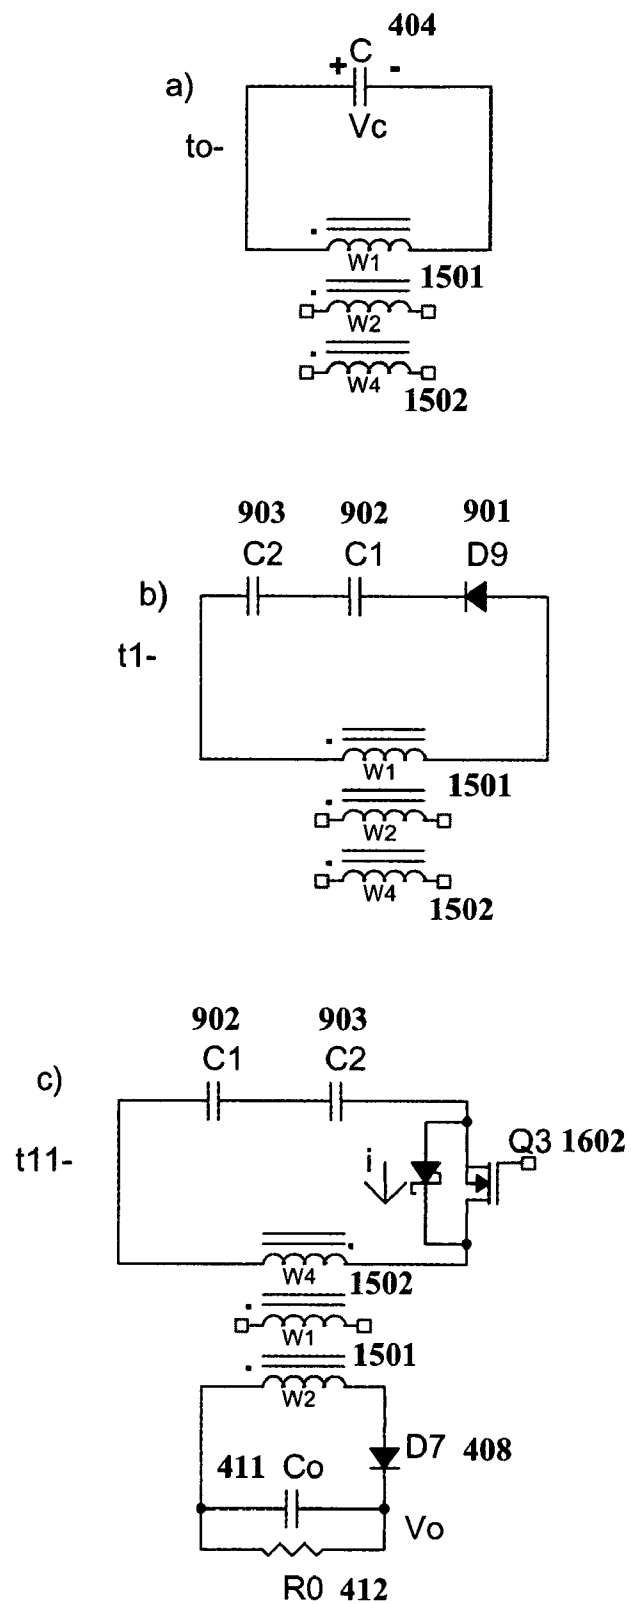 404
C
+ -
a)
Vc
to-
W1
1501
W2
W4
1502
903 902 901
C2 C1 D9
b)
t1-
W1
1501
W2
W4
1502
902 903
C1 C2
c)
Q3 1602
t11-
i
W4
1502
W1
1501
W2
D7 408
411 Co
Vo
R0 412